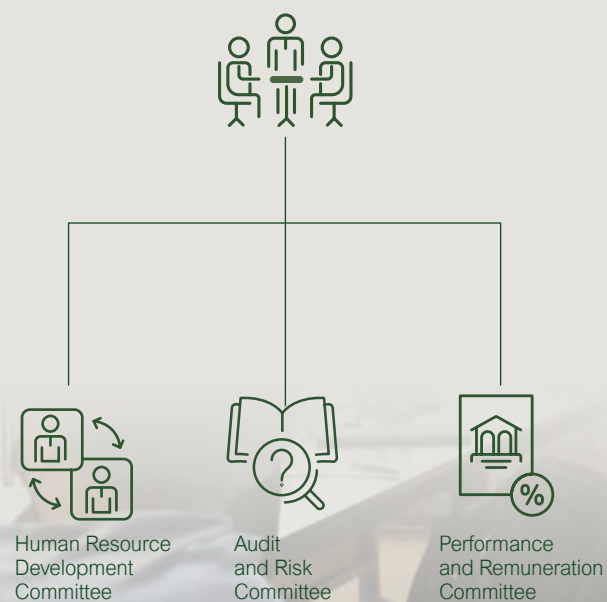 Human Resource
Development
Committee
Audit
and Risk
Committee
Performance
and Remuneration
Committee
?
%